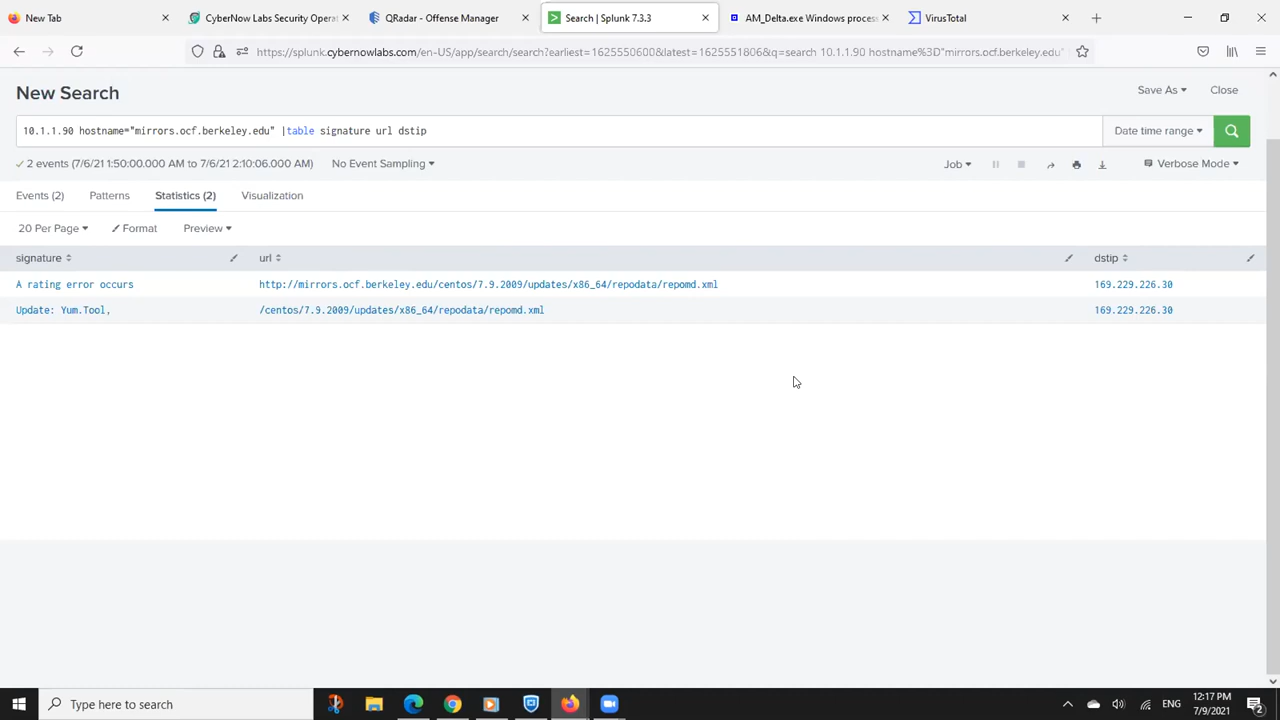 New Tab
CyberNow Labs Security Operat
QRadar - Offense Manager
Search | Splunk 7.3.3
AM_Delta.exe Windows process
VirusTotal
https://splunk.cybernowlabs.com/en-US/app/search/search?earliest=1625550600&latest=1625551806&q=search 10.1.1.90 hostname%3D"mirrors.ocf.berkeley.edu"
New Search
Save As
Close
10.1.1.90 hostname="mirrors.ocf.berkeley.edu" |table signature url dstip
Date time range
2 events (7/6/21 1:50:00.000 AM to 7/6/21 2:10:06.000 AM)
No Event Sampling
Job
Verbose Mode
Events (2)
Patterns
Statistics (2)
Visualization
20 Per Page
Format
Preview
signature
url
dstip
A rating error occurs
http://mirrors.ocf.berkeley.edu/centos/7.9.2009/updates/x86_64/repodata/repomd.xml
169.229.226.30
Update: Yum.Tool,
/centos/7.9.2009/updates/x86_64/repodata/repomd.xml
169.229.226.30
Type here to search
ENG
12:17 PM
7/9/2021
2